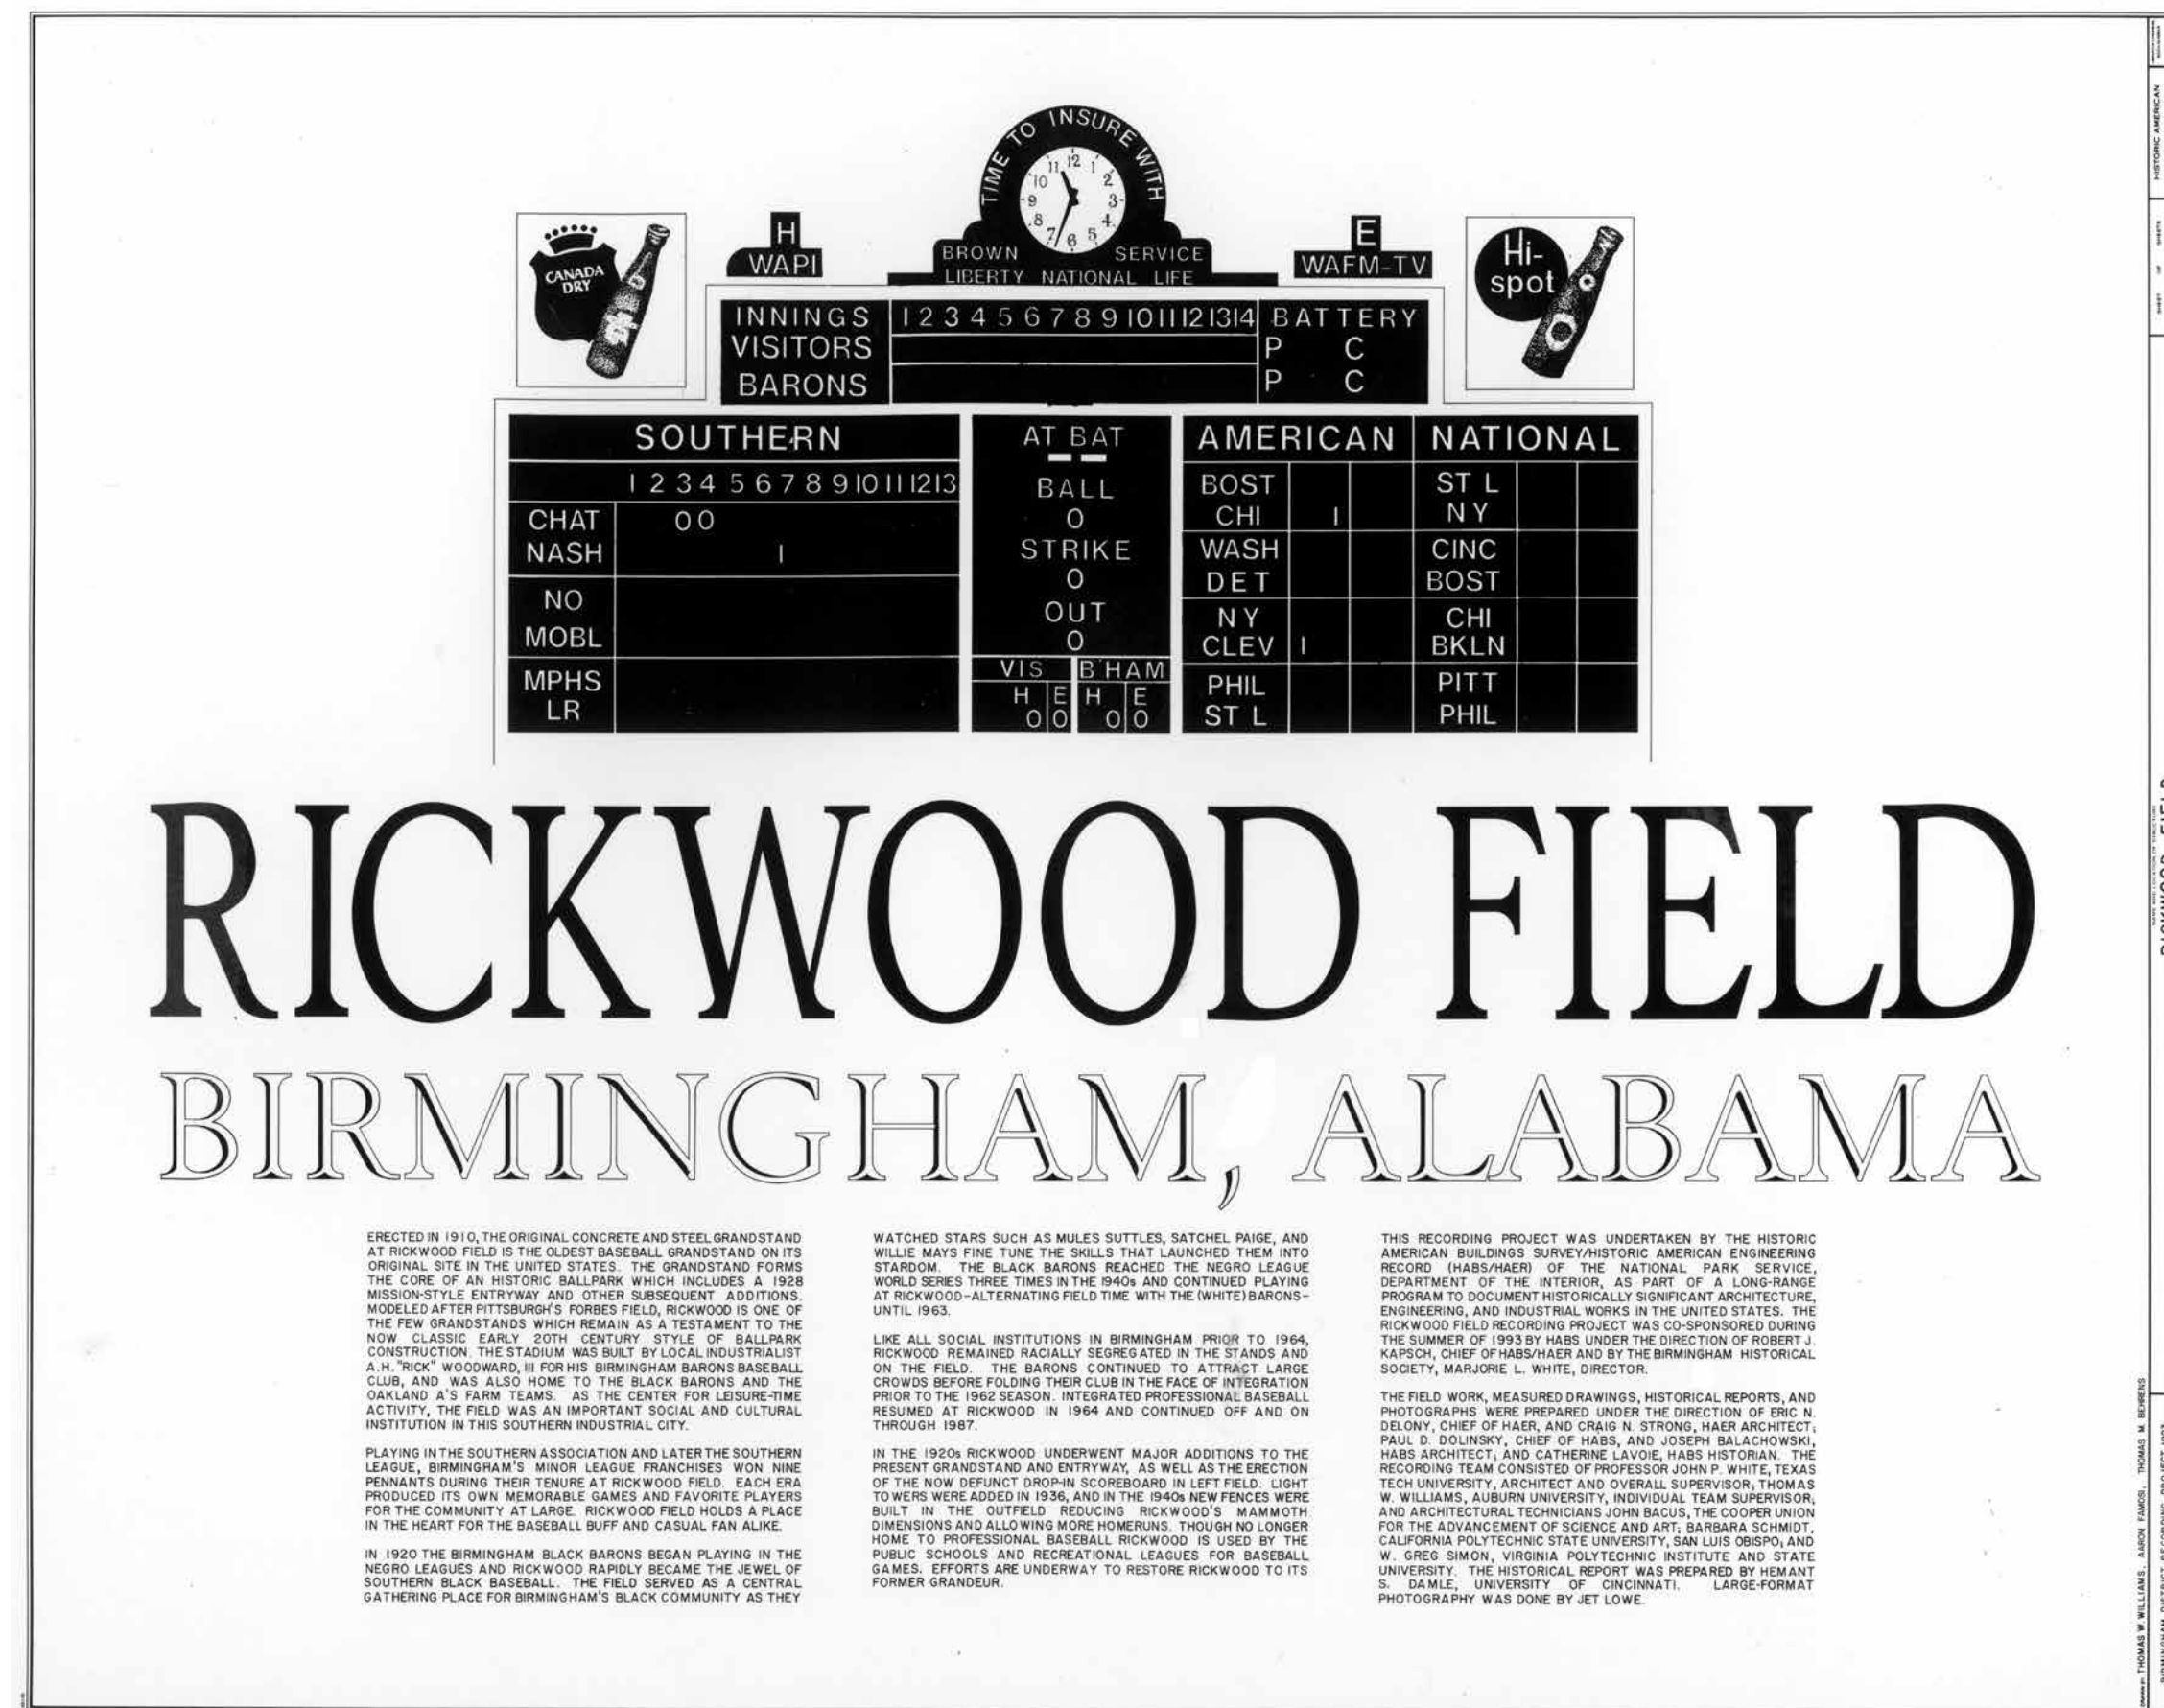 TIME TO INSURE WITH
11 12 1
10 2
9 3
8 4
7 6 5
BROWN SERVICE
LIBERTY NATIONAL LIFE
CANADA
DRY
H
WAPI
E
WAFM-TV
Hi-
spot
INNINGS 1 2 3 4 5 6 7 8 9 10 11 12 13 14 BATTERY
VISITORS P C
BARONS P C
SOUTHERN
1 2 3 4 5 6 7 8 9 10 11 12 13
CHAT 0 0
NASH 1
NO
MOBL
MPHS
LR
AT BAT
BALL
0
STRIKE
0
OUT
0
VIS B'HAM
H E H E
0 0 0 0
AMERICAN NATIONAL
BOST ST L
CHI 1 NY
WASH CINC
DET BOST
NY CHI
CLEV 1 BKLN
PHIL PITT
ST L PHIL
RICKWOOD FIELD
BIRMINGHAM, ALABAMA
ERECTED IN 1910, THE ORIGINAL CONCRETE AND STEEL GRANDSTAND
AT RICKWOOD FIELD IS THE OLDEST BASEBALL GRANDSTAND ON ITS
ORIGINAL SITE IN THE UNITED STATES. THE GRANDSTAND FORMS
THE CORE OF AN HISTORIC BALLPARK WHICH INCLUDES A 1928
MISSION-STYLE ENTRYWAY AND OTHER SUBSEQUENT ADDITIONS.
MODELED AFTER PITTSBURGH'S FORBES FIELD, RICKWOOD IS ONE OF
THE FEW GRANDSTANDS WHICH REMAIN AS A TESTAMENT TO THE
NOW CLASSIC EARLY 20TH CENTURY STYLE OF BALLPARK
CONSTRUCTION. THE STADIUM WAS BUILT BY LOCAL INDUSTRIALIST
A.H. "RICK" WOODWARD, III FOR HIS BIRMINGHAM BARONS BASEBALL
CLUB, AND WAS ALSO HOME TO THE BLACK BARONS AND THE
OAKLAND A'S FARM TEAMS. AS THE CENTER FOR LEISURE-TIME
ACTIVITY, THE FIELD WAS AN IMPORTANT SOCIAL AND CULTURAL
INSTITUTION IN THIS SOUTHERN INDUSTRIAL CITY.
PLAYING IN THE SOUTHERN ASSOCIATION AND LATER THE SOUTHERN
LEAGUE, BIRMINGHAM'S MINOR LEAGUE FRANCHISES WON NINE
PENNANTS DURING THEIR TENURE AT RICKWOOD FIELD. EACH ERA
PRODUCED ITS OWN MEMORABLE GAMES AND FAVORITE PLAYERS
FOR THE COMMUNITY AT LARGE. RICKWOOD FIELD HOLDS A PLACE
IN THE HEART FOR THE BASEBALL BUFF AND CASUAL FAN ALIKE.
IN 1920 THE BIRMINGHAM BLACK BARONS BEGAN PLAYING IN THE
NEGRO LEAGUES AND RICKWOOD RAPIDLY BECAME THE JEWEL OF
SOUTHERN BLACK BASEBALL. THE FIELD SERVED AS A CENTRAL
GATHERING PLACE FOR BIRMINGHAM'S BLACK COMMUNITY AS THEY
WATCHED STARS SUCH AS MULES SUTTLES, SATCHEL PAIGE, AND
WILLIE MAYS FINE TUNE THE SKILLS THAT LAUNCHED THEM INTO
STARDOM. THE BLACK BARONS REACHED THE NEGRO LEAGUE
WORLD SERIES THREE TIMES IN THE 1940s AND CONTINUED PLAYING
AT RICKWOOD-ALTERNATING FIELD TIME WITH THE (WHITE) BARONS-
UNTIL 1963.
LIKE ALL SOCIAL INSTITUTIONS IN BIRMINGHAM PRIOR TO 1964,
RICKWOOD REMAINED RACIALLY SEGREGATED IN THE STANDS AND
ON THE FIELD. THE BARONS CONTINUED TO ATTRACT LARGE
CROWDS BEFORE FOLDING THEIR CLUB IN THE FACE OF INTEGRATION
PRIOR TO THE 1962 SEASON. INTEGRATED PROFESSIONAL BASEBALL
RESUMED AT RICKWOOD IN 1964 AND CONTINUED OFF AND ON
THROUGH 1987.
IN THE 1920s RICKWOOD UNDERWENT MAJOR ADDITIONS TO THE
PRESENT GRANDSTAND AND ENTRYWAY, AS WELL AS THE ERECTION
OF THE NOW DEFUNCT DROP-IN SCOREBOARD IN LEFT FIELD. LIGHT
TOWERS WERE ADDED IN 1936, AND IN THE 1940s NEW FENCES WERE
BUILT IN THE OUTFIELD REDUCING RICKWOOD'S MAMMOTH
DIMENSIONS AND ALLOWING MORE HOMERUNS. THOUGH NO LONGER
HOME TO PROFESSIONAL BASEBALL RICKWOOD IS USED BY THE
PUBLIC SCHOOLS AND RECREATIONAL LEAGUES FOR BASEBALL
GAMES. EFFORTS ARE UNDERWAY TO RESTORE RICKWOOD TO ITS
FORMER GRANDEUR.
THIS RECORDING PROJECT WAS UNDERTAKEN BY THE HISTORIC
AMERICAN BUILDINGS SURVEY/HISTORIC AMERICAN ENGINEERING
RECORD (HABS/HAER) OF THE NATIONAL PARK SERVICE,
DEPARTMENT OF THE INTERIOR, AS PART OF A LONG-RANGE
PROGRAM TO DOCUMENT HISTORICALLY SIGNIFICANT ARCHITECTURE,
ENGINEERING, AND INDUSTRIAL WORKS IN THE UNITED STATES. THE
RICKWOOD FIELD RECORDING PROJECT WAS CO-SPONSORED DURING
THE SUMMER OF 1993 BY HABS UNDER THE DIRECTION OF ROBERT J.
KAPSCH, CHIEF OF HABS/HAER AND BY THE BIRMINGHAM HISTORICAL
SOCIETY, MARJORIE L. WHITE, DIRECTOR.
THE FIELD WORK, MEASURED DRAWINGS, HISTORICAL REPORTS, AND
PHOTOGRAPHS WERE PREPARED UNDER THE DIRECTION OF ERIC N.
DELONY, CHIEF OF HAER, AND CRAIG N. STRONG, HAER ARCHITECT;
PAUL D. DOLINSKY, CHIEF OF HABS, AND JOSEPH BALACHOWSKI,
HABS ARCHITECT; AND CATHERINE LAVOIE, HABS HISTORIAN. THE
RECORDING TEAM CONSISTED OF PROFESSOR JOHN P. WHITE, TEXAS
TECH UNIVERSITY, ARCHITECT AND OVERALL SUPERVISOR; THOMAS
W. WILLIAMS, AUBURN UNIVERSITY, INDIVIDUAL TEAM SUPERVISOR;
AND ARCHITECTURAL TECHNICIANS JOHN BACUS, THE COOPER UNION
FOR THE ADVANCEMENT OF SCIENCE AND ART; BARBARA SCHMIDT,
CALIFORNIA POLYTECHNIC STATE UNIVERSITY, SAN LUIS OBISPO; AND
W. GREG SIMON, VIRGINIA POLYTECHNIC INSTITUTE AND STATE
UNIVERSITY. THE HISTORICAL REPORT WAS PREPARED BY HEMANT
S. DAMLE, UNIVERSITY OF CINCINNATI. LARGE-FORMAT
PHOTOGRAPHY WAS DONE BY JET LOWE.
HISTORIC AMERICAN
SHEET OF SHEETS
NAME AND LOCATION OF STRUCTURE
RICKWOOD FIELD
THOMAS W. WILLIAMS, AARON FAMOSI, THOMAS M. BEHRENS
BIRMINGHAM DISTRICT RECORDING PROJECT 1993